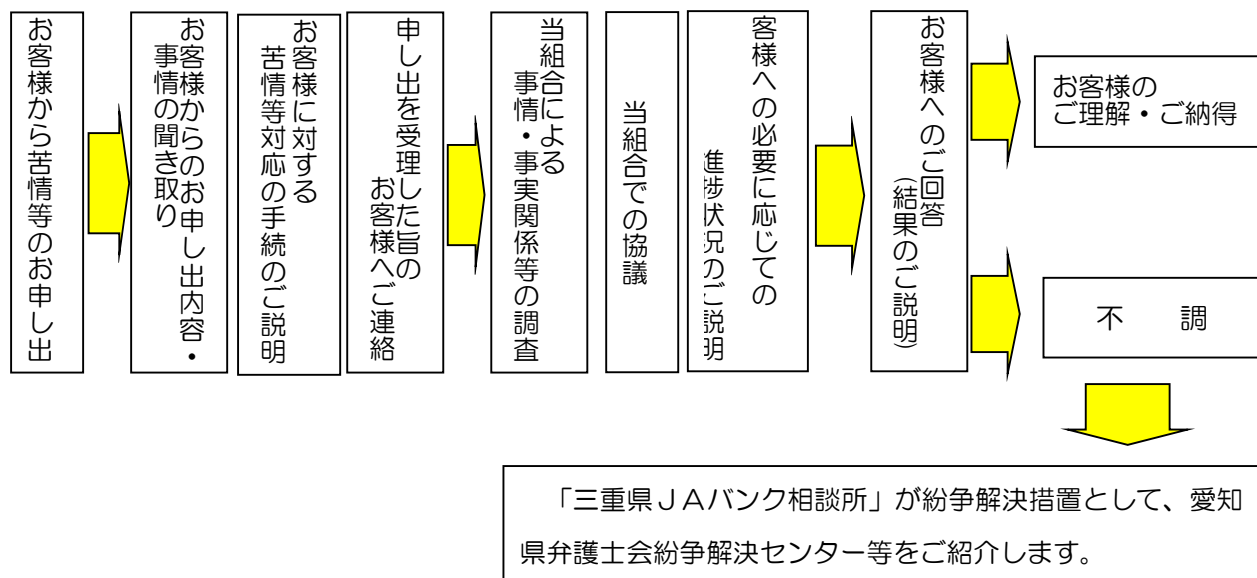 お客様から苦情等のお申し出
お客様からのお申し出内容・
事情の聞き取り
お客様に対する
苦情等対応の手続のご説明
申し出を受理した旨の
お客様へご連絡
当組合による
事情・事実関係等の調査
当組合での協議
客様への必要に応じての
進捗状況のご説明
お客様へのご回答
(結果のご説明)
お客様の
ご理解・ご納得
不　調
「三重県ＪＡバンク相談所」が紛争解決措置として、愛知
県弁護士会紛争解決センター等をご紹介します。